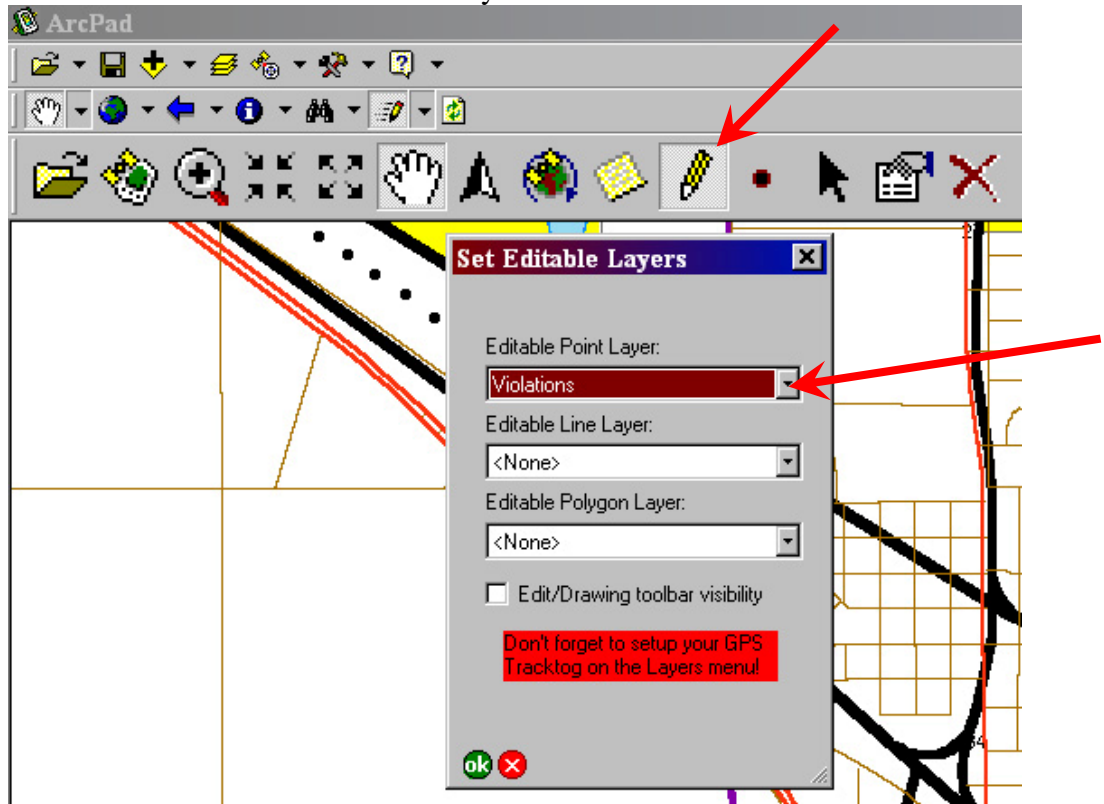 ArcPad
Set Editable Layers
Editable Point Layer:
Violations
Editable Line Layer:
<None>
Editable Polygon Layer:
<None>
Edit/Drawing toolbar visibility
Don't forget to setup your GPS
Tracktog on the Layers menu!
ok